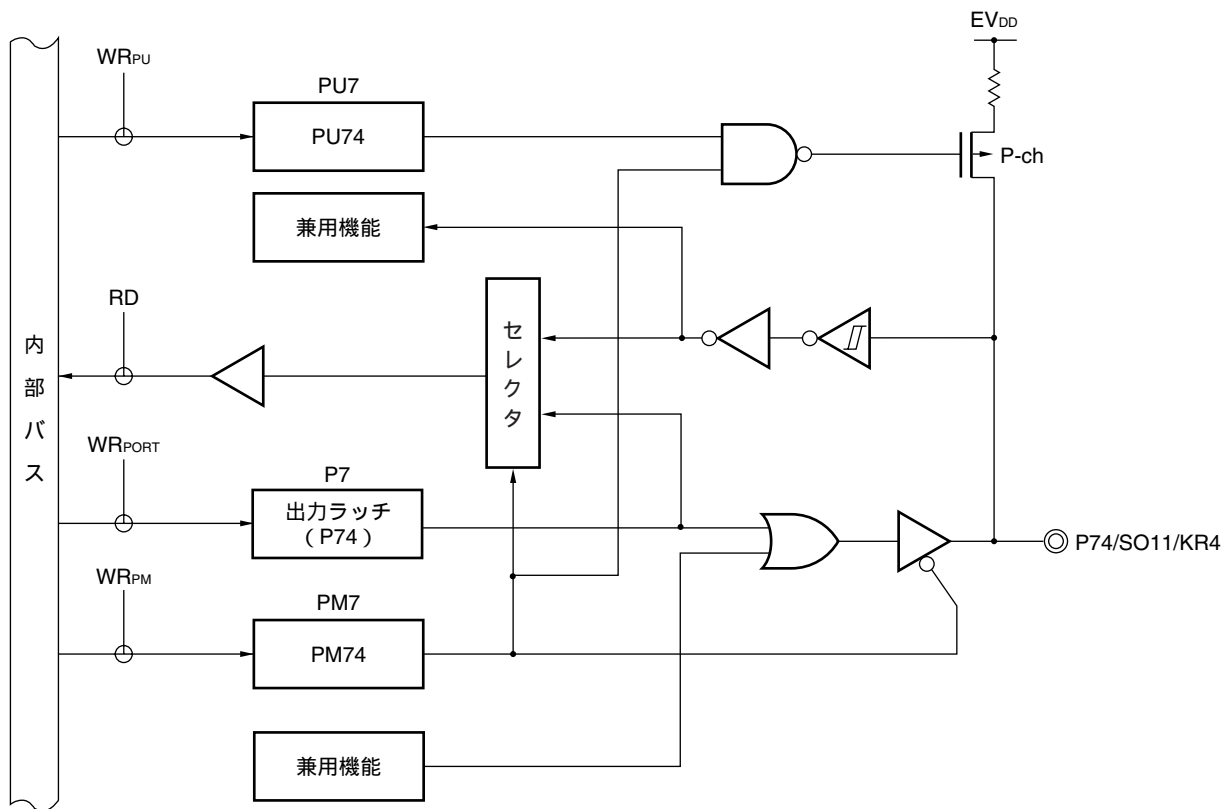 EVDD
WRPU
PU7
PU74
P-ch
兼用機能
RD
セレクタ
内部バス
WRPORT
P7
出力ラッチ
(P74)
P74/SO11/KR4
WRPM
PM7
PM74
兼用機能